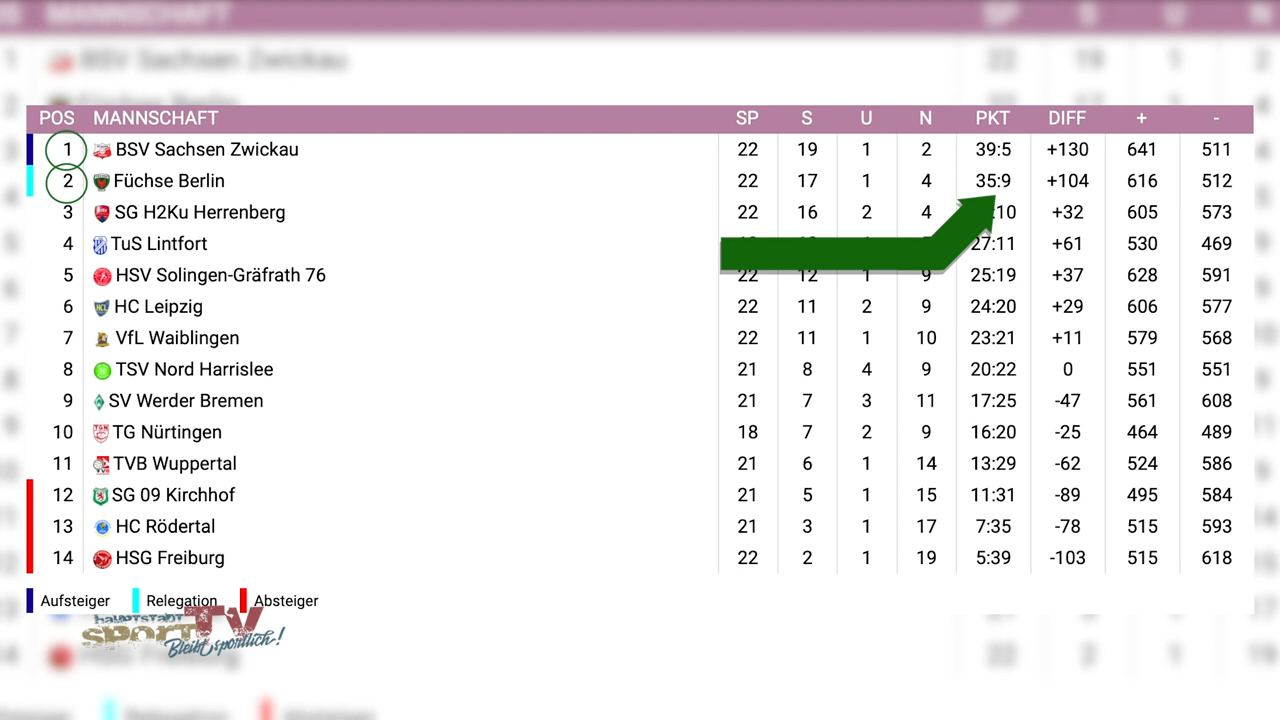 POS MANNSCHAFT SP S U N PKT DIFF + -
1 BSV Sachsen Zwickau 22 19 1 2 39:5 +130 641 511
2 Füchse Berlin 22 17 1 4 35:9 +104 616 512
3 SG H2Ku Herrenberg 22 16 2 4 :10 +32 605 573
4 TuS Lintfort 27:11 +61 530 469
5 HSV Solingen-Gräfrath 76 22 12 1 9 25:19 +37 628 591
6 HC Leipzig 22 11 2 9 24:20 +29 606 577
7 VfL Waiblingen 22 11 1 10 23:21 +11 579 568
8 TSV Nord Harrislee 21 8 4 9 20:22 0 551 551
9 SV Werder Bremen 21 7 3 11 17:25 -47 561 608
10 TG Nürtingen 18 7 2 9 16:20 -25 464 489
11 TVB Wuppertal 21 6 1 14 13:29 -62 524 586
12 SG 09 Kirchhof 21 5 1 15 11:31 -89 495 584
13 HC Rödertal 21 3 1 17 7:35 -78 515 593
14 HSG Freiburg 22 2 1 19 5:39 -103 515 618
Aufsteiger Relegation Absteiger
hauptstadt
SPORT TV
Bleibt sportlich!